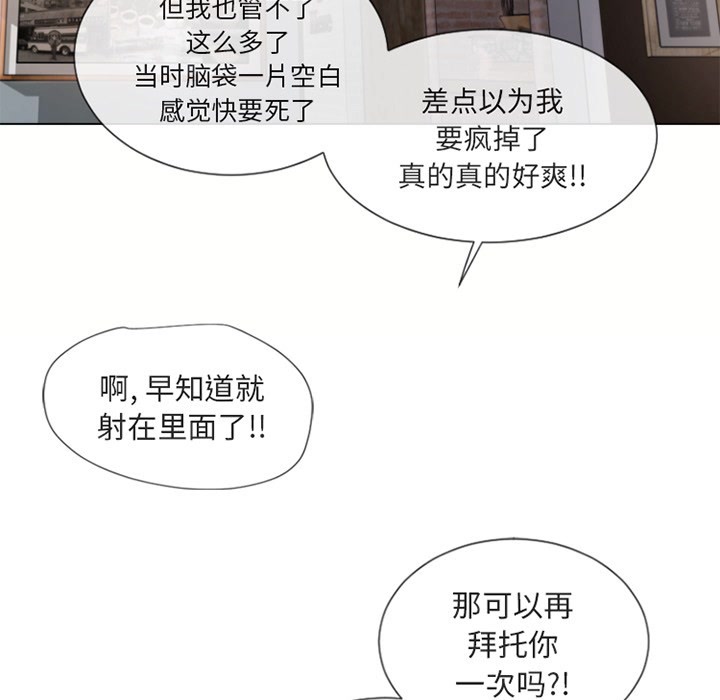 但我也管不了
这么多了
当时脑袋一片空白
感觉快要死了
差点以为我
要疯掉了
真的真的好爽!!
啊, 早知道就
射在里面了!!
那可以再
拜托你
一次吗?!